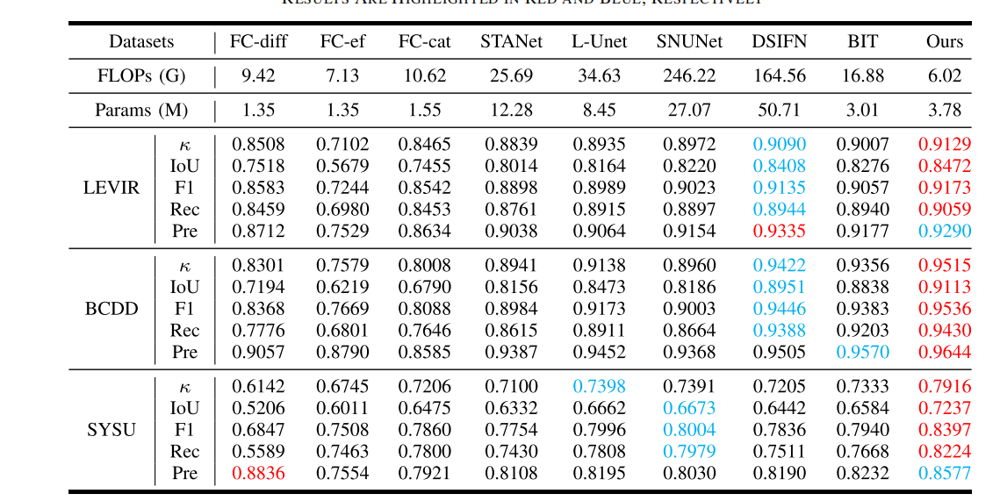 RESULTS ARE HIGHLIGHTED IN RED AND BLUE, RESPECTIVELY
Datasets FC-diff FC-ef FC-cat STANet L-Unet SNUNet DSIFN BIT Ours
FLOPs (G) 9.42 7.13 10.62 25.69 34.63 246.22 164.56 16.88 6.02
Params (M) 1.35 1.35 1.55 12.28 8.45 27.07 50.71 3.01 3.78
κ 0.8508 0.7102 0.8465 0.8839 0.8935 0.8972 0.9090 0.9007 0.9129
IoU 0.7518 0.5679 0.7455 0.8014 0.8164 0.8220 0.8408 0.8276 0.8472
LEVIR F1 0.8583 0.7244 0.8542 0.8898 0.8989 0.9023 0.9135 0.9057 0.9173
Rec 0.8459 0.6980 0.8453 0.8761 0.8915 0.8897 0.8944 0.8940 0.9059
Pre 0.8712 0.7529 0.8634 0.9038 0.9064 0.9154 0.9335 0.9177 0.9290
κ 0.8301 0.7579 0.8008 0.8941 0.9138 0.8960 0.9422 0.9356 0.9515
IoU 0.7194 0.6219 0.6790 0.8156 0.8473 0.8186 0.8951 0.8838 0.9113
BCDD F1 0.8368 0.7669 0.8088 0.8984 0.9173 0.9003 0.9446 0.9383 0.9536
Rec 0.7776 0.6801 0.7646 0.8615 0.8911 0.8664 0.9388 0.9203 0.9430
Pre 0.9057 0.8790 0.8585 0.9387 0.9452 0.9368 0.9505 0.9570 0.9644
κ 0.6142 0.6745 0.7206 0.7100 0.7398 0.7391 0.7205 0.7333 0.7916
IoU 0.5206 0.6011 0.6475 0.6332 0.6662 0.6673 0.6442 0.6584 0.7237
SYSU F1 0.6847 0.7508 0.7860 0.7754 0.7996 0.8004 0.7836 0.7940 0.8397
Rec 0.5589 0.7463 0.7800 0.7430 0.7808 0.7979 0.7511 0.7668 0.8224
Pre 0.8836 0.7554 0.7921 0.8108 0.8195 0.8030 0.8190 0.8232 0.8577